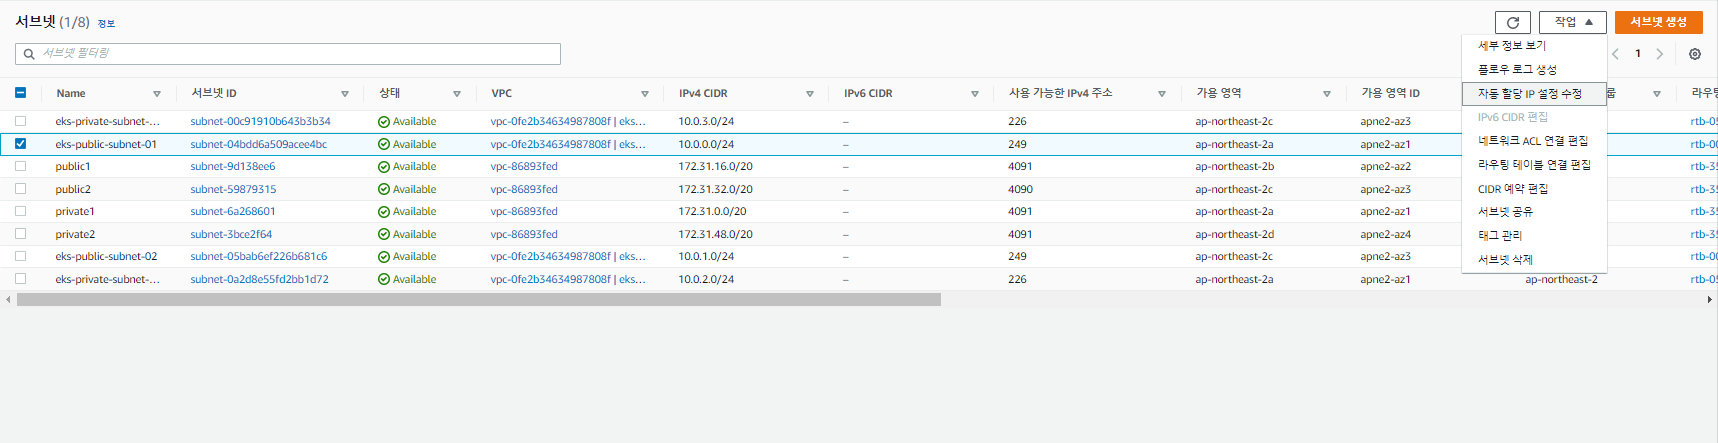 서브넷 (1/8) 정보
작업 ▲ 서브넷 생성
서브넷 필터링
1
세부 정보 보기
플로우 로그 생성
자동 할당 IP 설정 수정
IPv6 CIDR 편집
네트워크 ACL 연결 편집
라우팅 테이블 연결 편집
CIDR 예약 편집
서브넷 공유
태그 관리
서브넷 삭제
Name 서브넷 ID 상태 VPC IPv4 CIDR IPv6 CIDR 사용 가능한 IPv4 주소 가용 영역 가용 영역 ID 룹 라우팅
eks-private-subnet-... subnet-00c91910b643b3b34 Available vpc-0fe2b34634987808f | eks... 10.0.3.0/24 – 226 ap-northeast-2c apne2-az3 rtb-05
eks-public-subnet-01 subnet-04bdd6a509acee4bc Available vpc-0fe2b34634987808f | eks... 10.0.0.0/24 – 249 ap-northeast-2a apne2-az1 rtb-00
public1 subnet-9d138ee6 Available vpc-86893fed 172.31.16.0/20 – 4091 ap-northeast-2b apne2-az2 rtb-35
public2 subnet-59879315 Available vpc-86893fed 172.31.32.0/20 – 4090 ap-northeast-2c apne2-az3 rtb-35
private1 subnet-6a268601 Available vpc-86893fed 172.31.0.0/20 – 4091 ap-northeast-2a apne2-az1 rtb-35
private2 subnet-3bce2f64 Available vpc-86893fed 172.31.48.0/20 – 4091 ap-northeast-2d apne2-az4 rtb-35
eks-public-subnet-02 subnet-05bab6ef226b681c6 Available vpc-0fe2b34634987808f | eks... 10.0.1.0/24 – 249 ap-northeast-2c apne2-az3 rtb-00
eks-private-subnet-... subnet-0a2d8e55fd2bb1d72 Available vpc-0fe2b34634987808f | eks... 10.0.2.0/24 – 226 ap-northeast-2a apne2-az1 ap-northeast-2 rtb-05